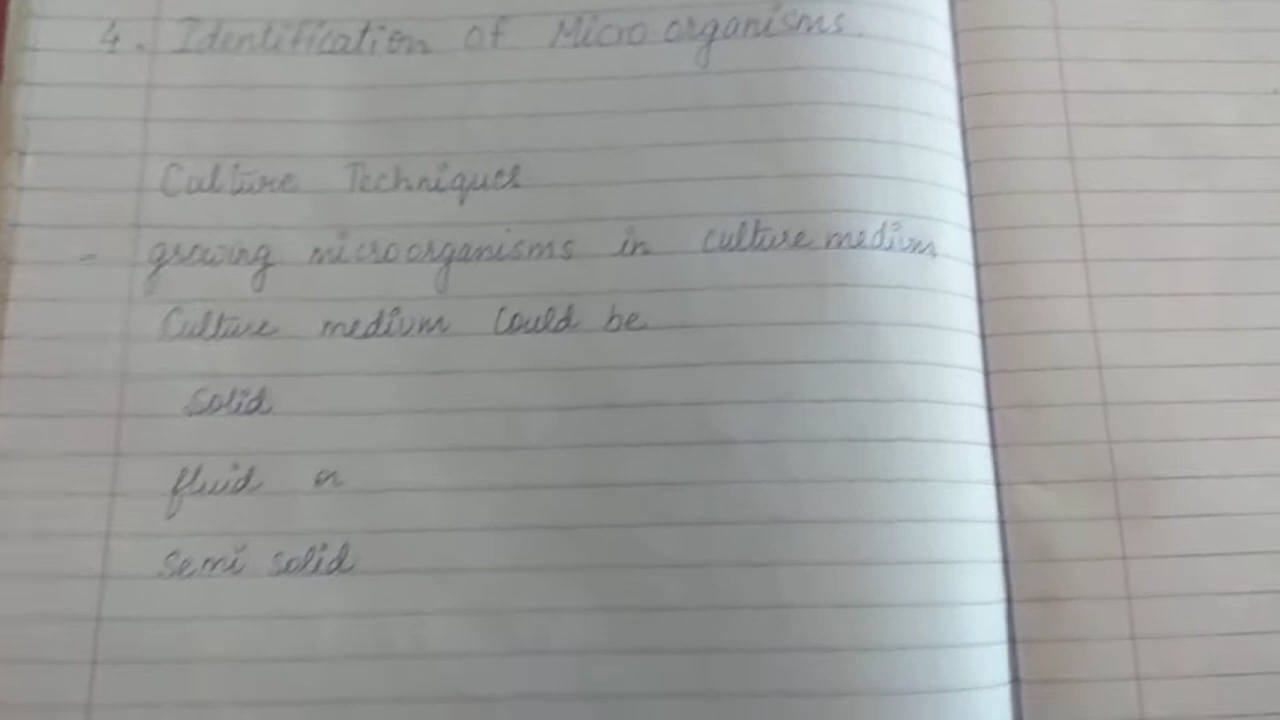 4. Identification of Micro organisms.
Culture Techniques
- growing microorganisms in culture medium
Culture medium could be
solid
fluid or
semi solid